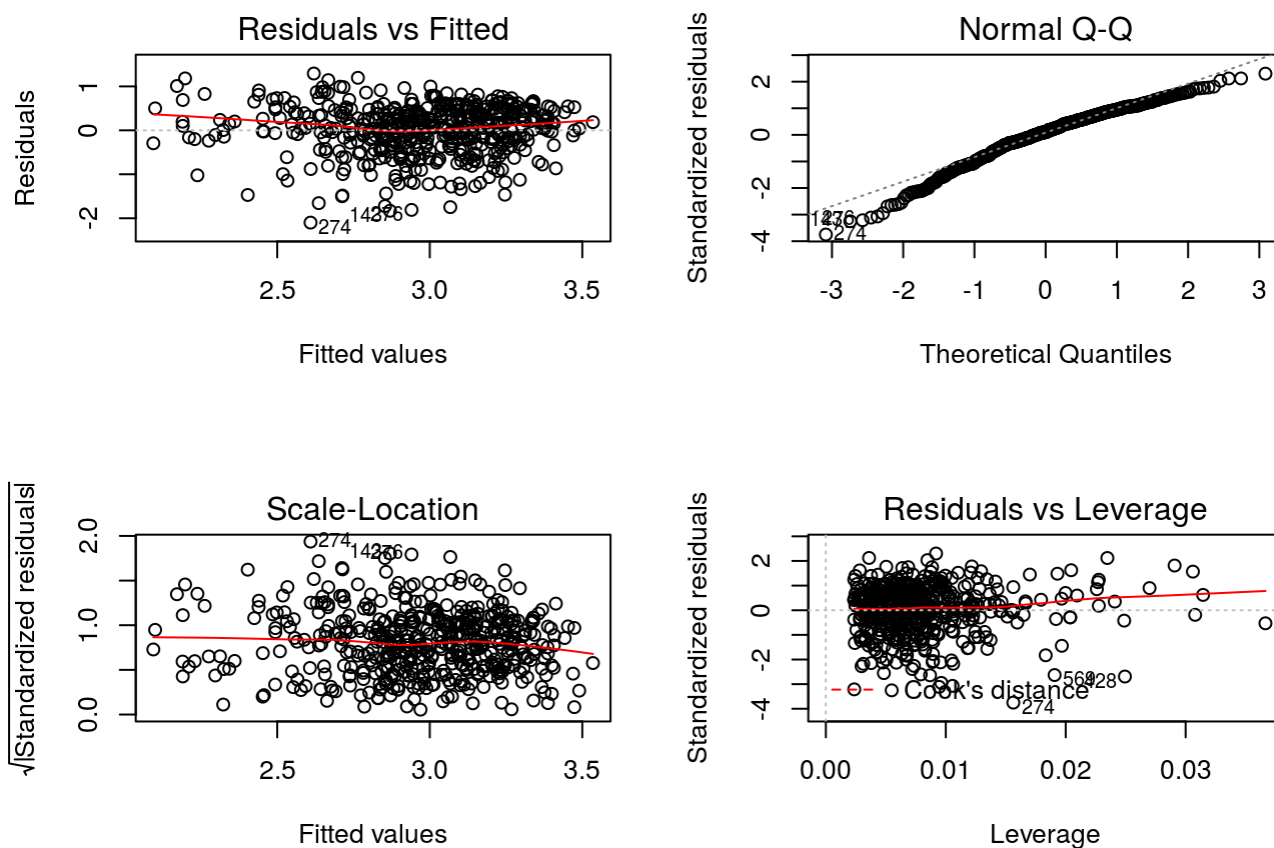 Residuals vs Fitted
Residuals
1
0
-2
274
276
2.5 3.0 3.5
Fitted values
Normal Q-Q
Standardized residuals
2
0
-2
-4
274
-3 -2 -1 0 1 2 3
Theoretical Quantiles
Scale-Location
√|Standardized residuals|
2.0
1.0
0.0
274
2.5 3.0 3.5
Fitted values
Residuals vs Leverage
Standardized residuals
2
0
-2
-4
428
Cook's distance
274
0.00 0.01 0.02 0.03
Leverage